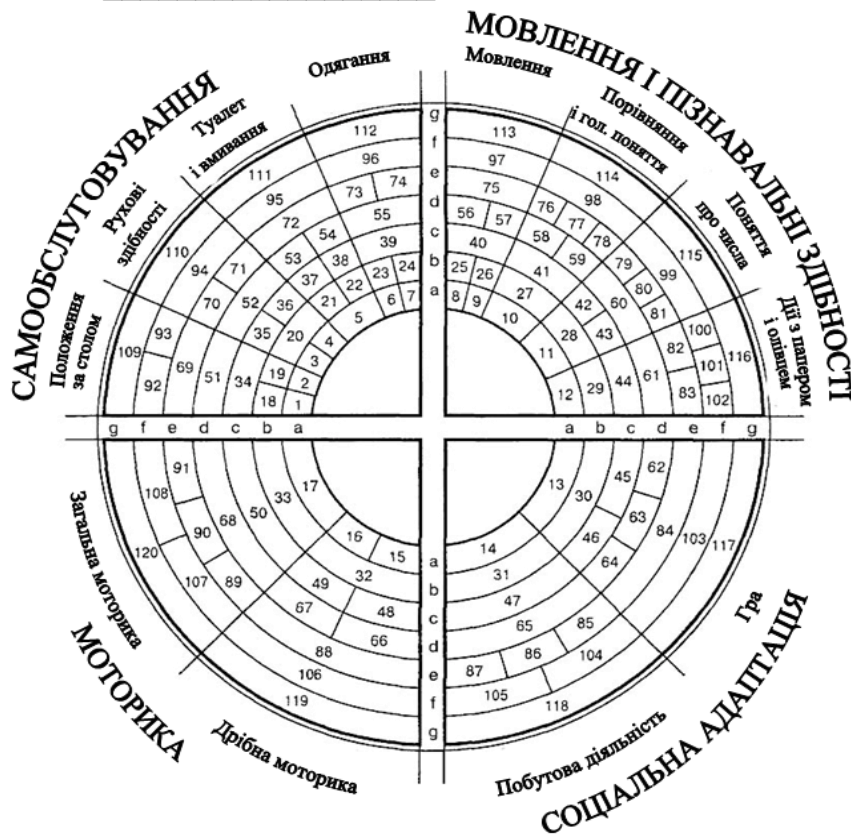 САМООБСЛУГОВУВАННЯ
Положення
за столом
Рухові
здібності
Туалет
і вмивання
Одягання
МОВЛЕННЯ І ПІЗНАВАЛЬНІ ЗДІБНОСТІ
Мовлення
Порівняння
і гол. поняття
Поняття
про числа
Дії з папером
і олівцем
g
f
e
d
c
b
a
109 110 111 112
92 93 94 95 96
69 70 71 72 73 74
51 52 53 54 55
34 35 36 37 38 39
18 19 20 21 22 23 24
1 2 3 4 5 6 7
113 114 115 116
97 98 99 100 101 102
75 76 77 78 79 80 81 82 83
56 57 58 59 60 61
40 41 42 43 44
25 26 27 28 29
8 9 10 11 12
g f e d c b a
a b c d e f g
120 119
108 107 106
91 90 89 88
68 67 66
50 49 48
33 32
17 16 15
13 14
30 31
45 46 47
62 63 64 65
84 85 86 87
103 104 105
117 118
a
b
c
d
e
f
g
Загальна моторика
Дрібна моторика
МОТОРИКА
Гра
Побутова діяльність
СОЦІАЛЬНА АДАПТАЦІЯ